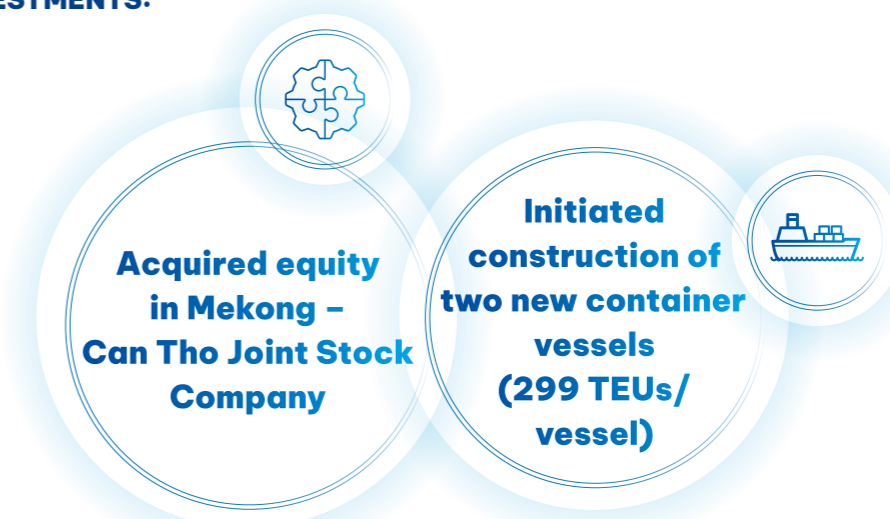 Acquired equity
in Mekong –
Can Tho Joint Stock
Company
Initiated
construction of
two new container
vessels
(299 TEUs/
vessel)